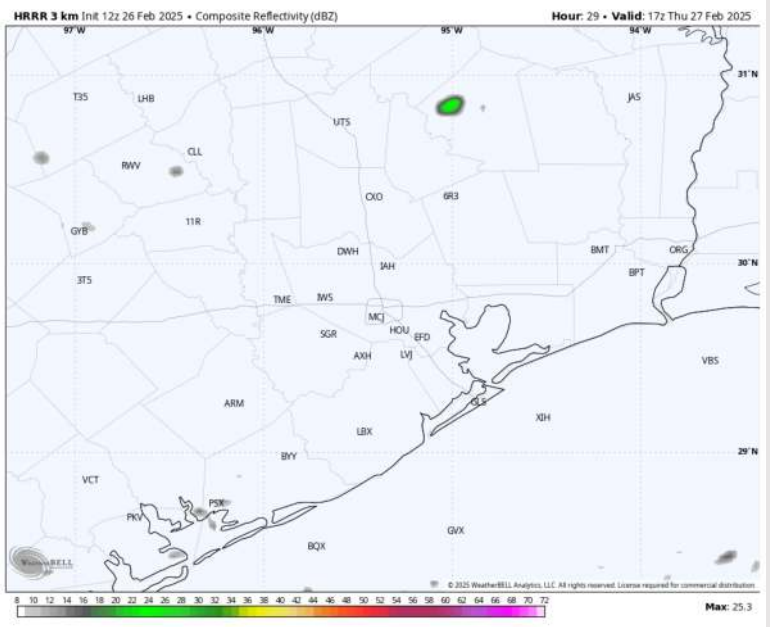 HRRR 3 km Init 12z 26 Feb 2025 • Composite Reflectivity (dBZ) Hour: 29 • Valid: 17z Thu 27 Feb 2025
97°W 96°W 95°W 94°W
31°N
T35 LHB JAS
UTS
CLL
RWV
CXO 6R3
11R
GYB
DWH BMT ORG
IAH 30°N
BPT
3T5
TME IWS
MCJ
SGR HOU EFD
AXH LVJ VBS
ARM GLS
XIH
LBX
BYY 29°N
VCT
PSX
PKV
GVX
BQX
WeatherBELL
© 2025 WeatherBELL Analytics, LLC. All rights reserved. License required for commercial distribution.
8 10 12 14 16 18 20 22 24 26 28 30 32 34 36 38 40 42 44 46 48 50 52 54 56 58 60 62 64 66 68 70 72 Max: 25.3